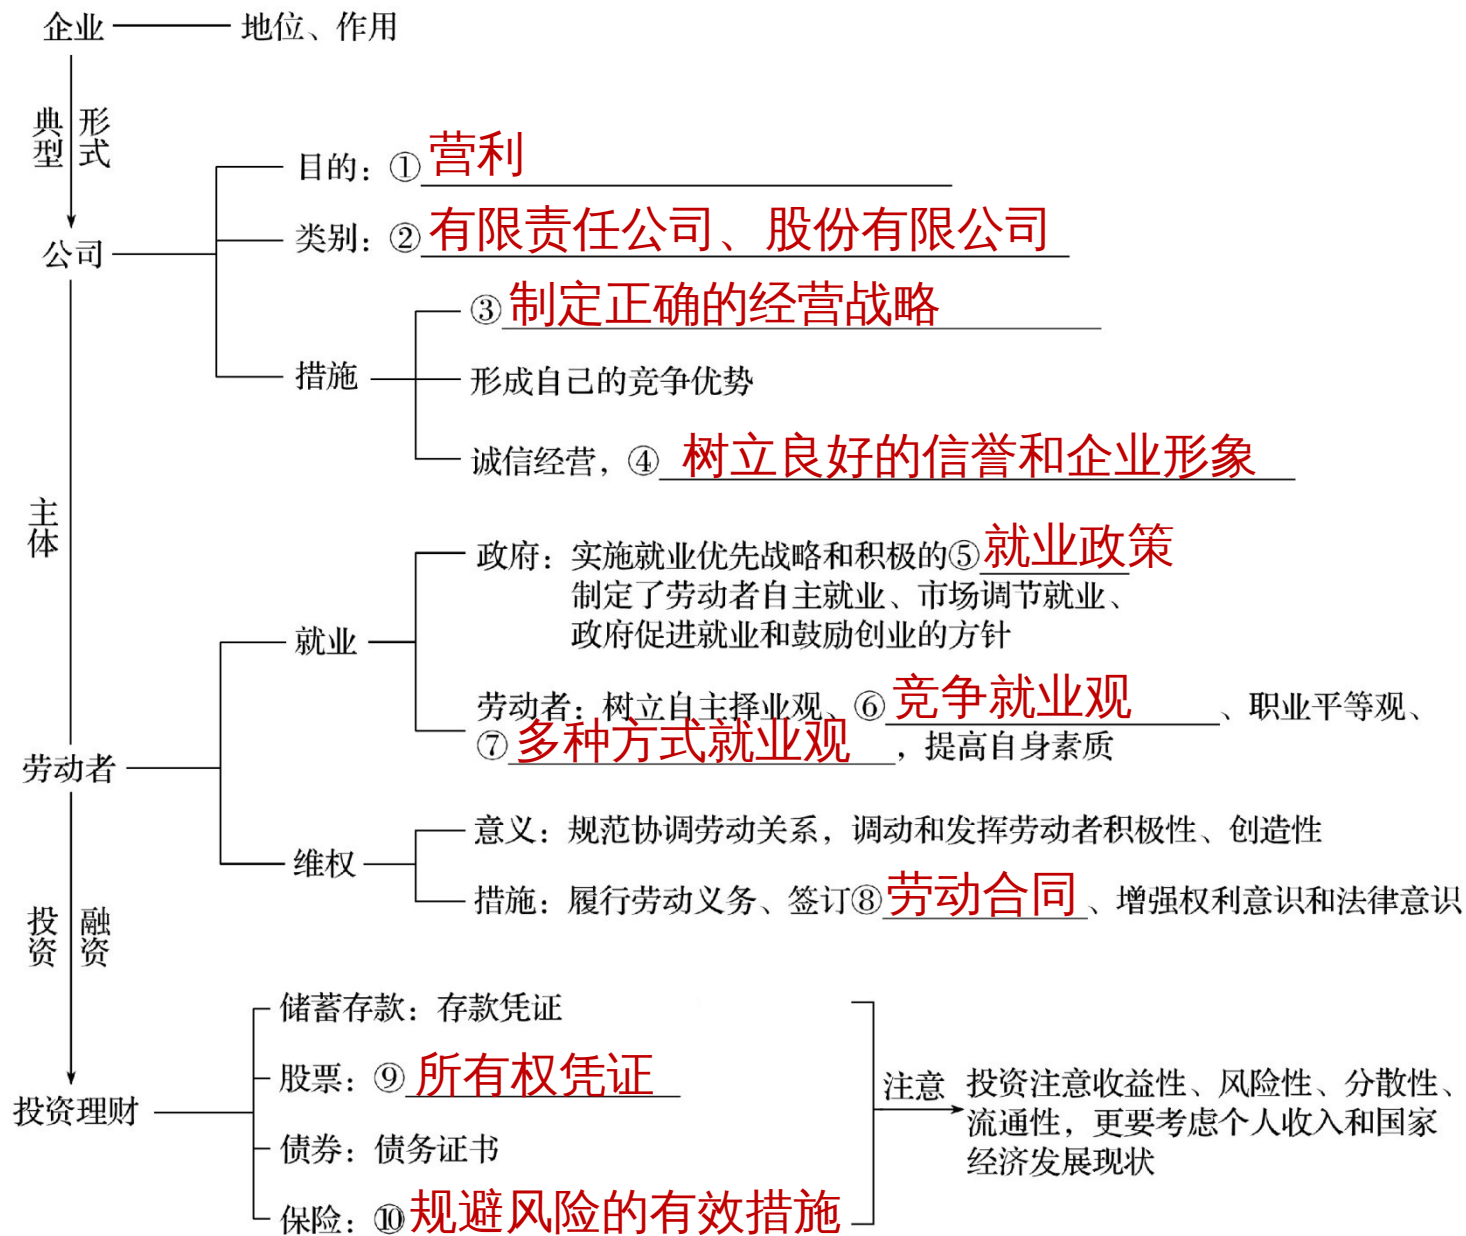 企业
地位、作用
典型
形式
目的：①营利
类别：②有限责任公司、股份有限公司
公司
③制定正确的经营战略
措施
形成自己的竞争优势
诚信经营，④树立良好的信誉和企业形象
主体
政府：实施就业优先战略和积极的⑤就业政策
制定了劳动者自主就业、市场调节就业、
就业
政府促进就业和鼓励创业的方针
劳动者：树立自主择业观、⑥竞争就业观、职业平等观、
⑦多种方式就业观，提高自身素质
劳动者
意义：规范协调劳动关系，调动和发挥劳动者积极性、创造性
维权
措施：履行劳动义务、签订⑧劳动合同、增强权利意识和法律意识
投资
融资
储蓄存款：存款凭证
股票：⑨所有权凭证
投资理财
注意
投资注意收益性、风险性、分散性、
流通性，更要考虑个人收入和国家
经济发展现状
债券：债务证书
保险：⑩规避风险的有效措施